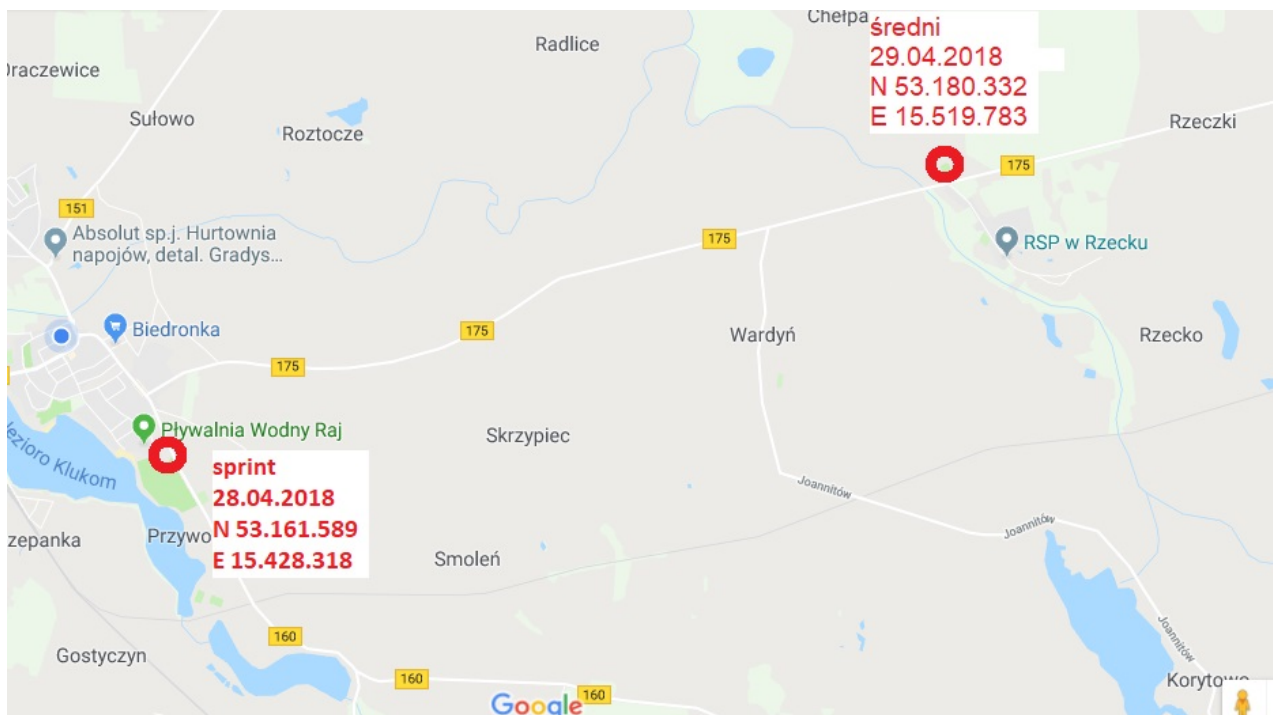 Chełpa
średni
29.04.2018
N 53.180.332
E 15.519.783
Radlice
Draczewice
Sułowo
Roztocze
Rzeczki
175
151
Absolut sp.j. Hurtownia
napojów, detal. Gradys...
175
RSP w Rzecku
Biedronka
175
Wardyń
Rzecko
175
Pływalnia Wodny Raj
Skrzypiec
Jezioro Klukom
sprint
28.04.2018
N 53.161.589
E 15.428.318
Joannitów
Joannitów
zepanka
Przywo
Smoleń
160
Joannitów
Gostyczyn
160
Korytowo
Google
160